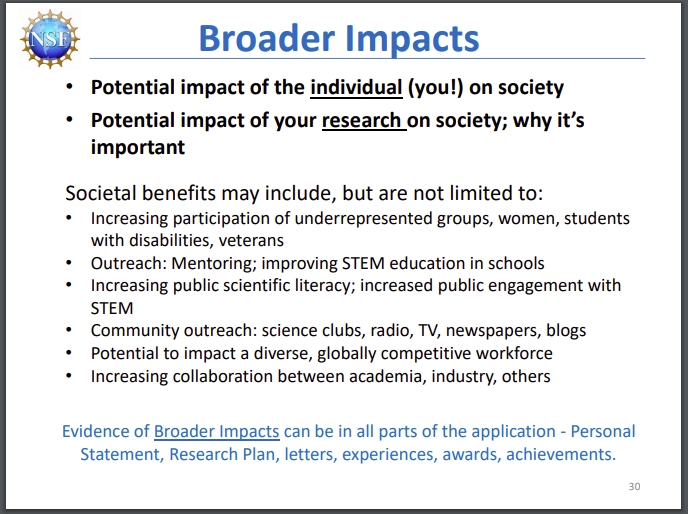 NSF
Broader Impacts
• Potential impact of the individual (you!) on society
• Potential impact of your research on society; why it's
important
Societal benefits may include, but are not limited to:
• Increasing participation of underrepresented groups, women, students
with disabilities, veterans
• Outreach: Mentoring; improving STEM education in schools
• Increasing public scientific literacy; increased public engagement with
STEM
• Community outreach: science clubs, radio, TV, newspapers, blogs
• Potential to impact a diverse, globally competitive workforce
• Increasing collaboration between academia, industry, others
Evidence of Broader Impacts can be in all parts of the application - Personal
Statement, Research Plan, letters, experiences, awards, achievements.
30